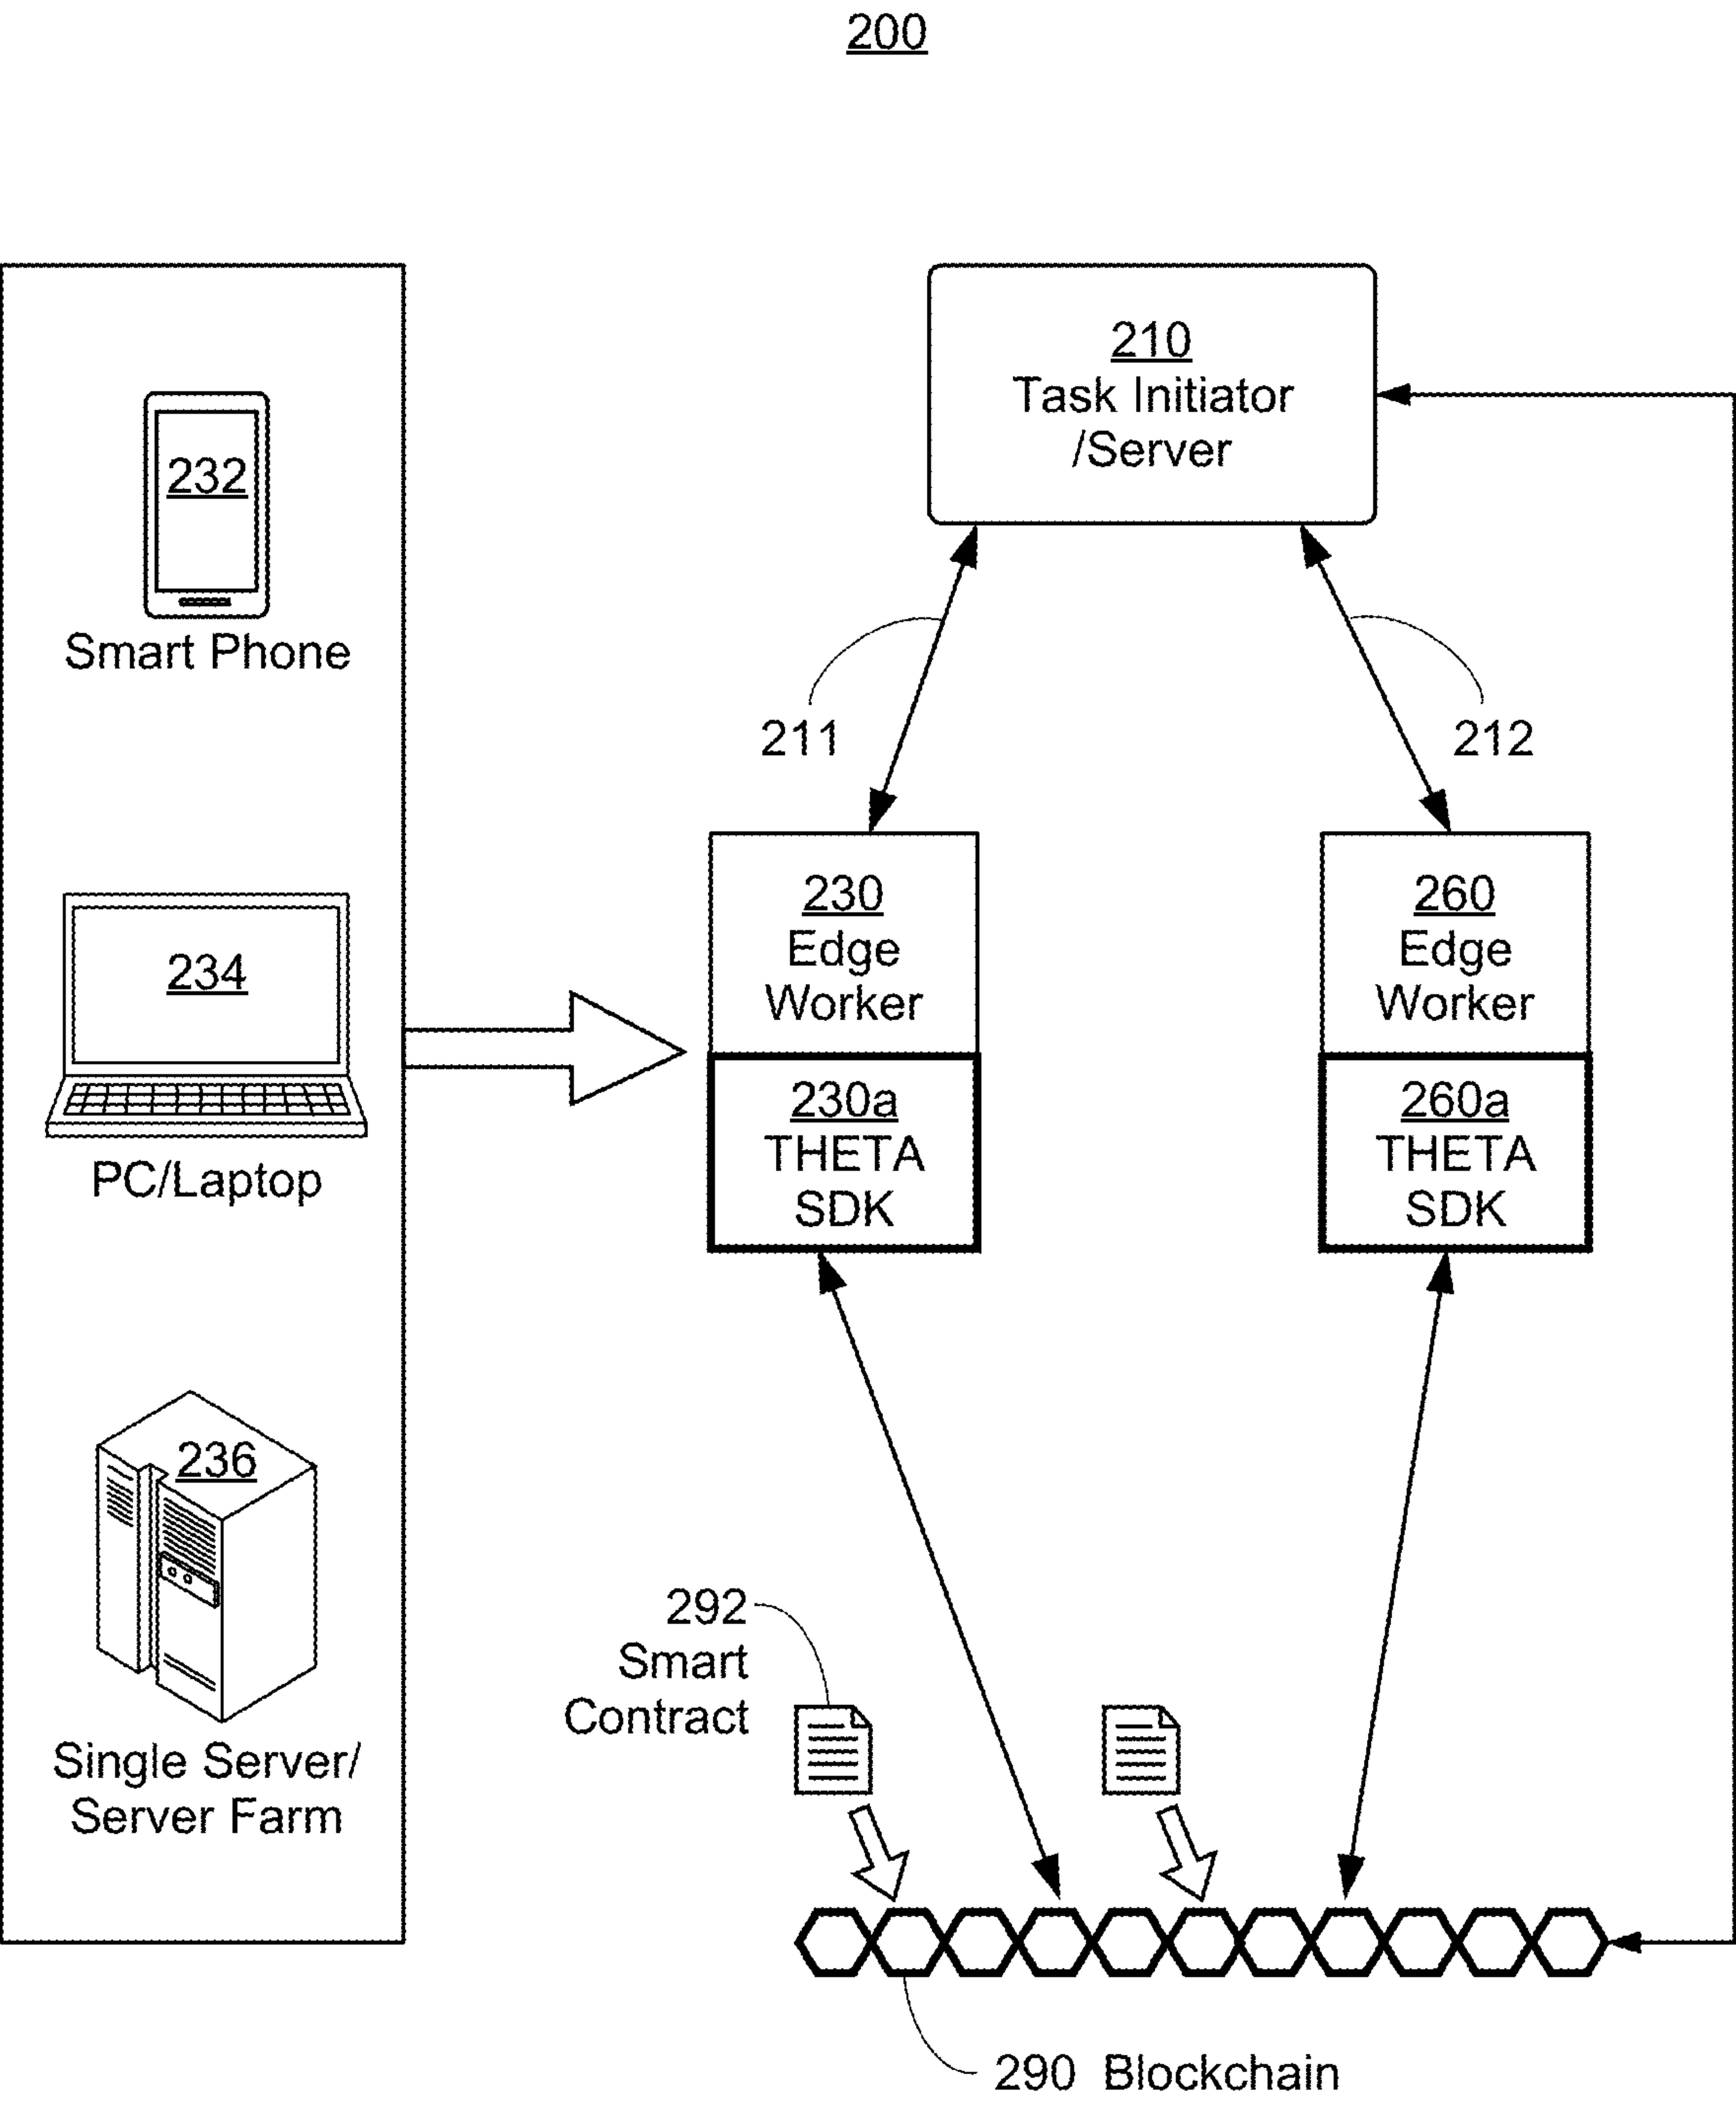 200
210
Task Initiator
/Server
232
Smart Phone
211
212
234
PC/Laptop
230
Edge
Worker
230a
THETA
SDK
260
Edge
Worker
260a
THETA
SDK
236
Single Server/
Server Farm
292
Smart
Contract
290 Blockchain